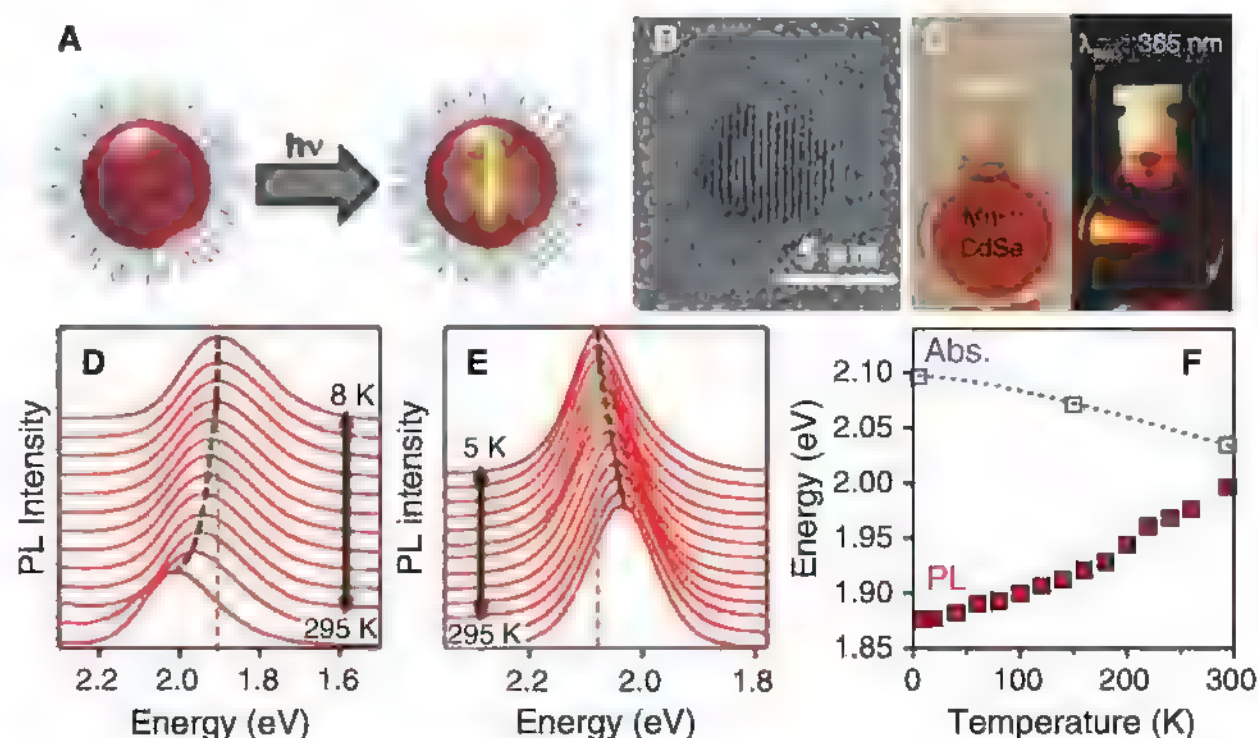 A
hν
B
C
365 nm
CdSe
D
8 K
295 K
PL Intensity
2.2 2.0 1.8 1.6
Energy (eV)
E
5 K
295 K
PL intensity
2.2 2.0 1.8
Energy (eV)
F
Abs.
PL
2.10
2.05
2.00
1.95
1.90
1.85
Energy (eV)
0 100 200 300
Temperature (K)